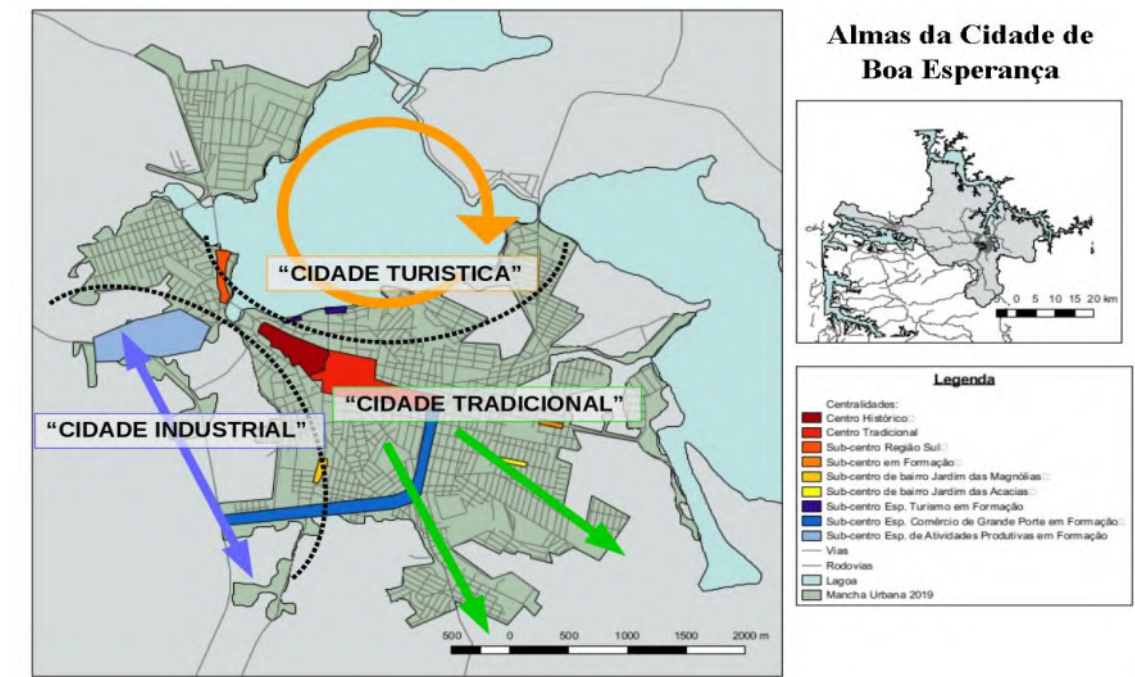 Almas da Cidade de
Boa Esperança
“CIDADE TURISTICA”
“CIDADE TRADICIONAL”
“CIDADE INDUSTRIAL”
500 0 500 1000 1500 2000 m
5 0 5 10 15 20 km
Legenda
Centralidades:
Centro Histórico
Centro Tradicional
Sub-centro Região Sul
Sub-centro em Formação
Sub-centro de bairro Jardim das Magnólias
Sub-centro de bairro Jardim das Acacias
Sub-centro Esp. Turismo em Formação
Sub-centro Esp. Comércio de Grande Porte em Formação
Sub-centro Esp. de Atividades Produtivas em Formação
Vias
Rodovias
Lagoa
Mancha Urbana 2019